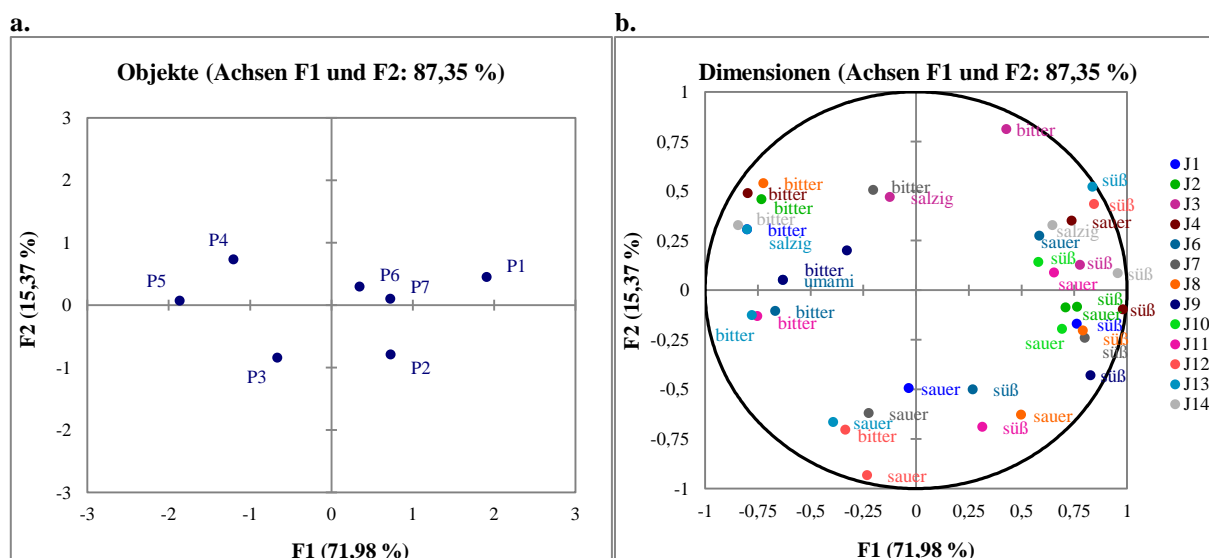 a.
Objekte (Achsen F1 und F2: 87,35 %)
3
2
1
0
-1
-2
-3
-3 -2 -1 0 1 2 3
F2 (15,37 %)
F1 (71,98 %)
P4
P5
P6
P7
P1
P3
P2
b.
Dimensionen (Achsen F1 und F2: 87,35 %)
1
0,75
0,5
0,25
0
-0,25
-0,5
-0,75
-1
-1 -0,75 -0,5 -0,25 0 0,25 0,5 0,75 1
F2 (15,37 %)
F1 (71,98 %)
bitter
bitter bitter süß
bitter salzig süß
bitter
bitter sauer
bitter salzig
salzig sauer
süß
bitter süß süß
umami sauer
süß
bitter bitter sauer süß
süß
sauer süß
süß
sauer süß süß
sauer sauer
sauer süß
bitter
sauer
J1
J2
J3
J4
J6
J7
J8
J9
J10
J11
J12
J13
J14